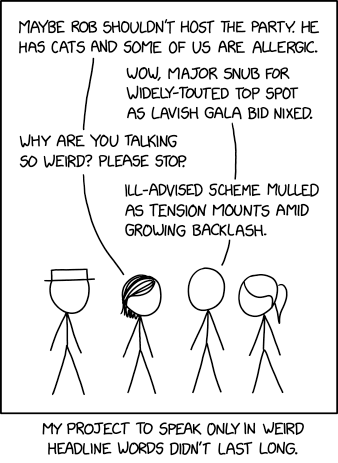 MAYBE ROB SHOULDN'T HOST THE PARTY. HE
HAS CATS AND SOME OF US ARE ALLERGIC.
WOW, MAJOR SNUB FOR
WIDELY-TOUTED TOP SPOT
AS LAVISH GALA BID NIXED.
WHY ARE YOU TALKING
SO WEIRD? PLEASE STOP.
ILL-ADVISED SCHEME MULLED
AS TENSION MOUNTS AMID
GROWING BACKLASH.
MY PROJECT TO SPEAK ONLY IN WEIRD
HEADLINE WORDS DIDN'T LAST LONG.